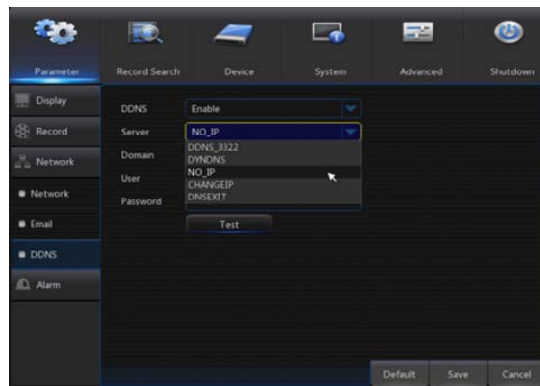 Parameter Record Search Device System Advanced Shutdown
Display
Record
Network
Network
Email
DDNS
Alarm
DDNS Enable
Server NO_IP
DDNS_3322
DYNDNS
NO_IP
CHANGEIP
DNSEXIT
Domain
User
Password
Test
Default Save Cancel